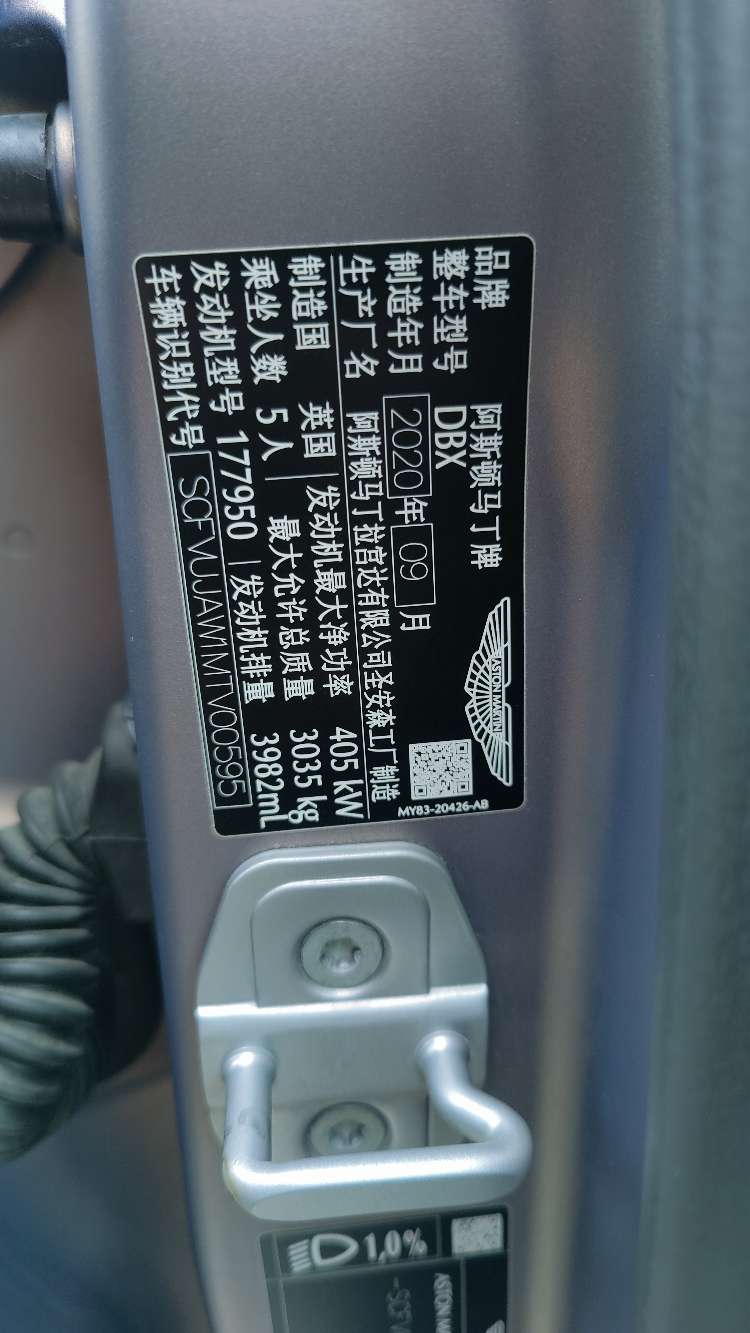 品牌 阿斯顿马丁牌
ASTON MARTIN
整车型号 DBX
制造年月 2020年09月
生产厂名 阿斯顿马丁拉宫达有限公司圣安森工厂制造
制造国 英国 发动机最大净功率 405 kW
乘坐人数 5人 最大允许总质量 3035 kg
发动机型号 177950 发动机排量 3982mL
车辆识别代号 SCFVUJAW1MTV00595
MY83-20426-AB
1,0%
ASTON